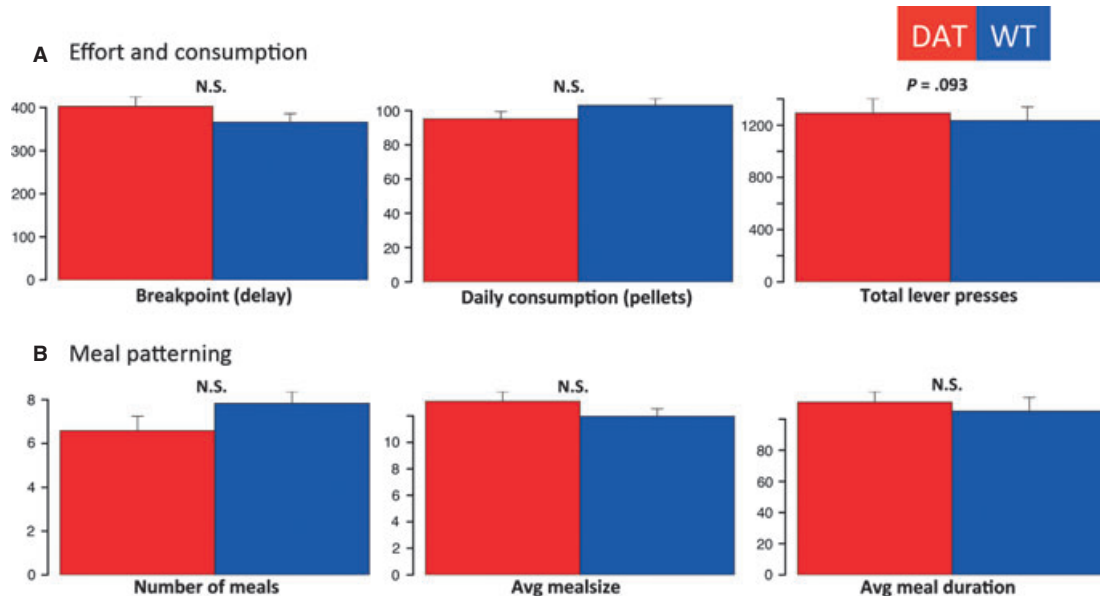 DAT WT
A Effort and consumption
N.S. N.S. P = .093
400
300
200
100
0
Breakpoint (delay)
100
80
60
40
20
0
Daily consumption (pellets)
1200
800
400
0
Total lever presses
B Meal patterning
N.S. N.S. N.S.
8
6
4
2
0
Number of meals
10
8
6
4
2
0
Avg mealsize
80
60
40
20
0
Avg meal duration